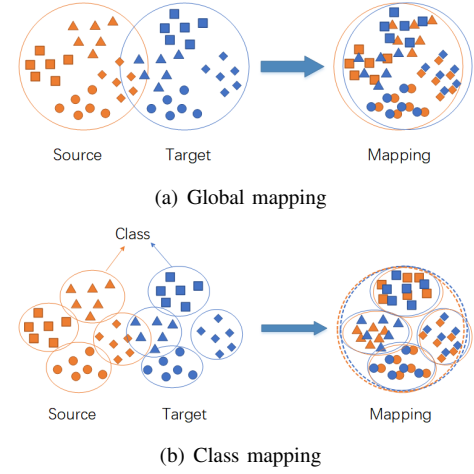 Source Target Mapping
(a) Global mapping
Class
Source Target Mapping
(b) Class mapping